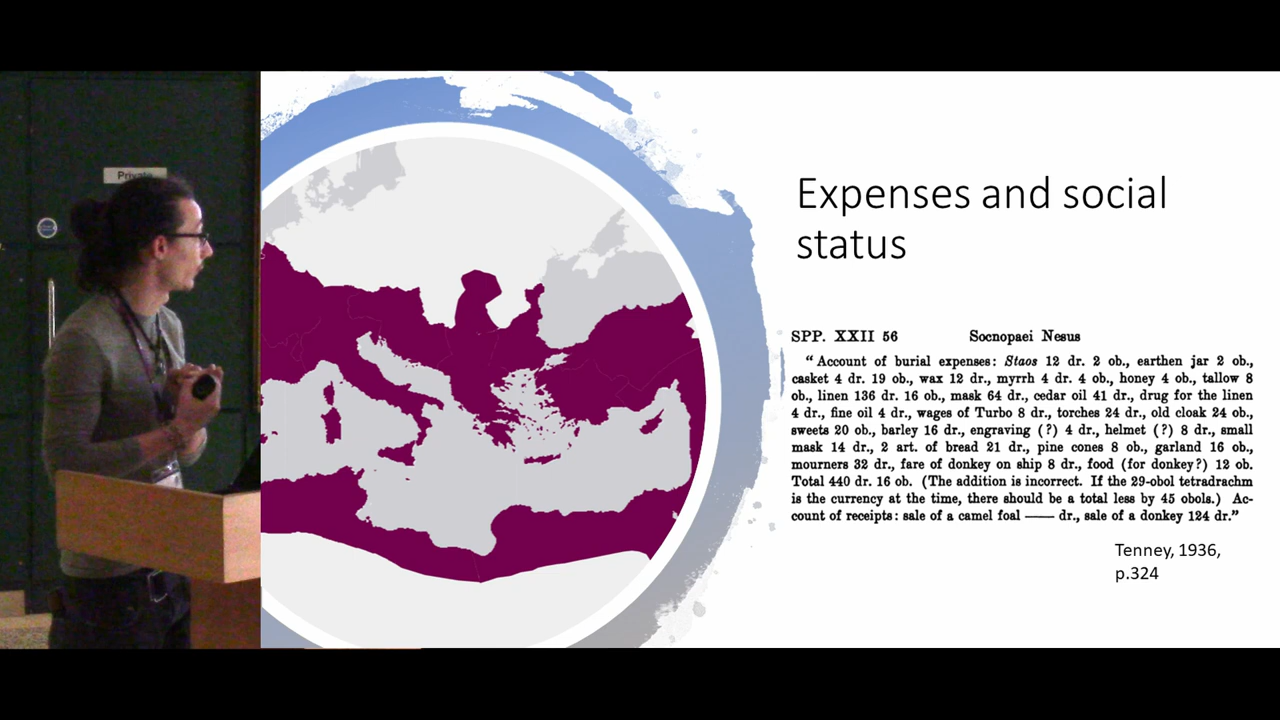 Private
Expenses and social
status
SPP. XXII 56 Socnopaei Nesus
“Account of burial expenses: Staos 12 dr. 2 ob., earthen jar 2 ob.,
casket 4 dr. 19 ob., wax 12 dr., myrrh 4 dr. 4 ob., honey 4 ob., tallow 8
ob., linen 136 dr. 16 ob., mask 64 dr., cedar oil 41 dr., drug for the linen
4 dr., fine oil 4 dr., wages of Turbo 8 dr., torches 24 dr., old cloak 24 ob.,
sweets 20 ob., barley 16 dr., engraving (?) 4 dr., helmet (?) 8 dr., small
mask 14 dr., 2 art. of bread 21 dr., pine cones 8 ob., garland 16 ob.,
mourners 32 dr., fare of donkey on ship 8 dr., food (for donkey?) 12 ob.
Total 440 dr. 16 ob. (The addition is incorrect. If the 29-obol tetradrachm
is the currency at the time, there should be a total less by 45 obols.) Ac-
count of receipts: sale of a camel foal —— dr., sale of a donkey 124 dr.”
Tenney, 1936,
p.324